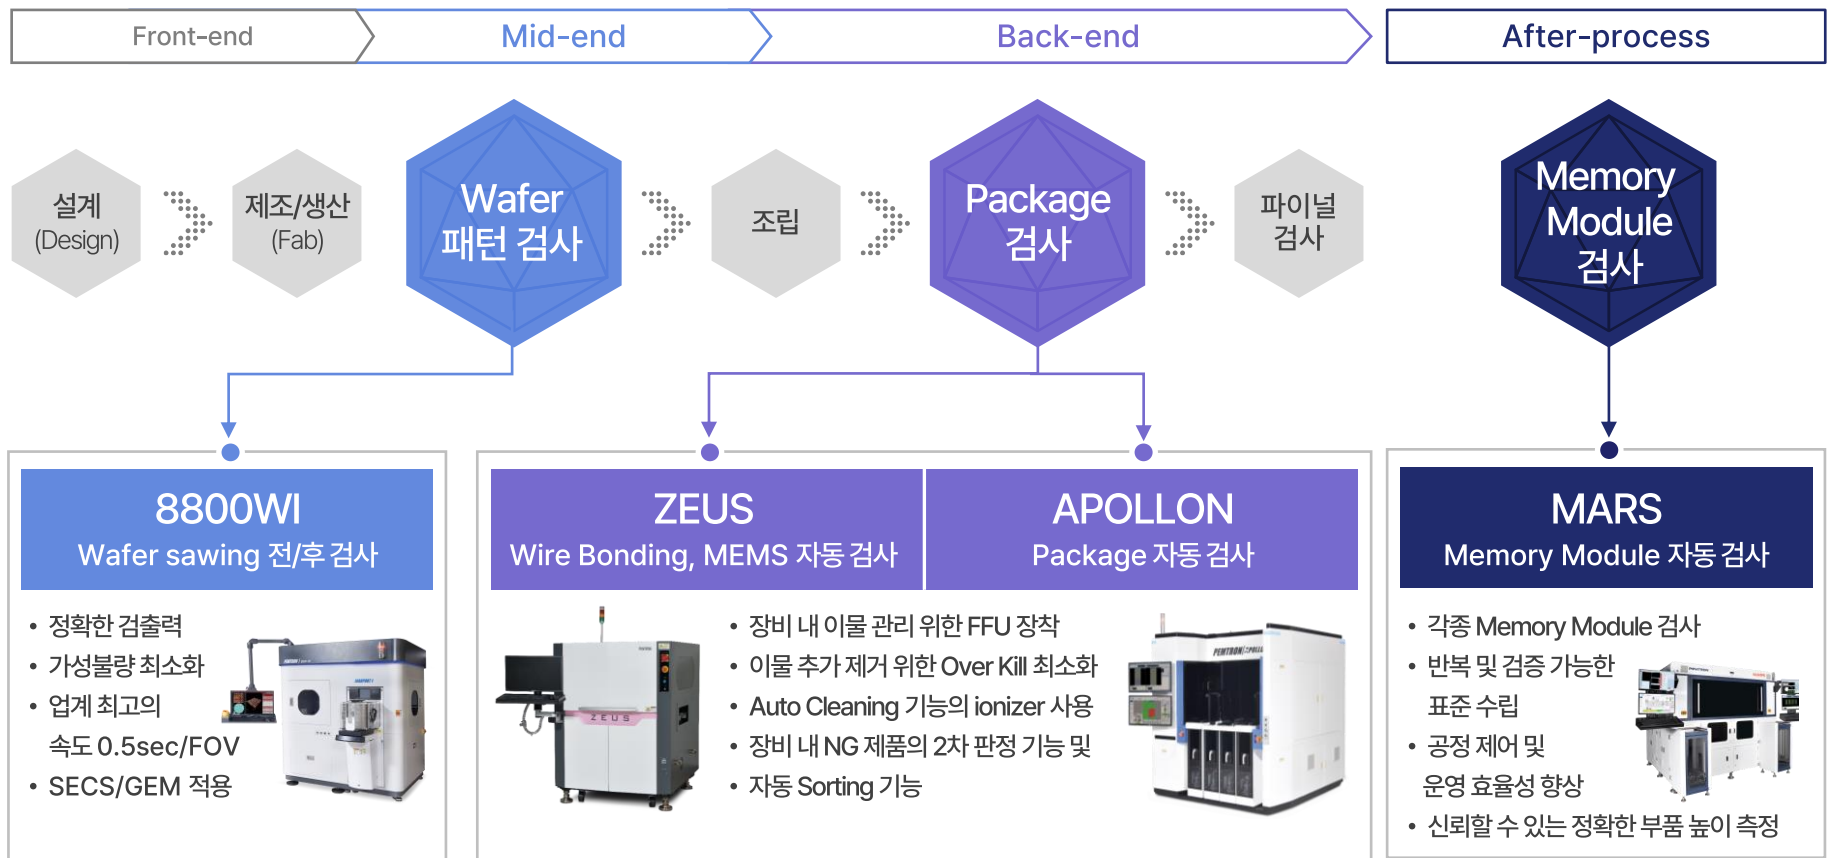 Front-end
Mid-end
Back-end
After-process
설계
(Design)
제조/생산
(Fab)
Wafer
패턴 검사
조립
Package
검사
파이널
검사
Memory
Module
검사
8800WI
Wafer sawing 전/후 검사
• 정확한 검출력
• 가성불량 최소화
• 업계 최고의
속도 0.5sec/FOV
• SECS/GEM 적용
ZEUS
Wire Bonding, MEMS 자동 검사
APOLLON
Package 자동 검사
ZEUS
• 장비 내 이물 관리 위한 FFU 장착
• 이물 추가 제거 위한 Over Kill 최소화
• Auto Cleaning 기능의 ionizer 사용
• 장비 내 NG 제품의 2차 판정 기능 및
• 자동 Sorting 기능
MARS
Memory Module 자동 검사
• 각종 Memory Module 검사
• 반복 및 검증 가능한
표준 수립
• 공정 제어 및
운영 효율성 향상
• 신뢰할 수 있는 정확한 부품 높이 측정